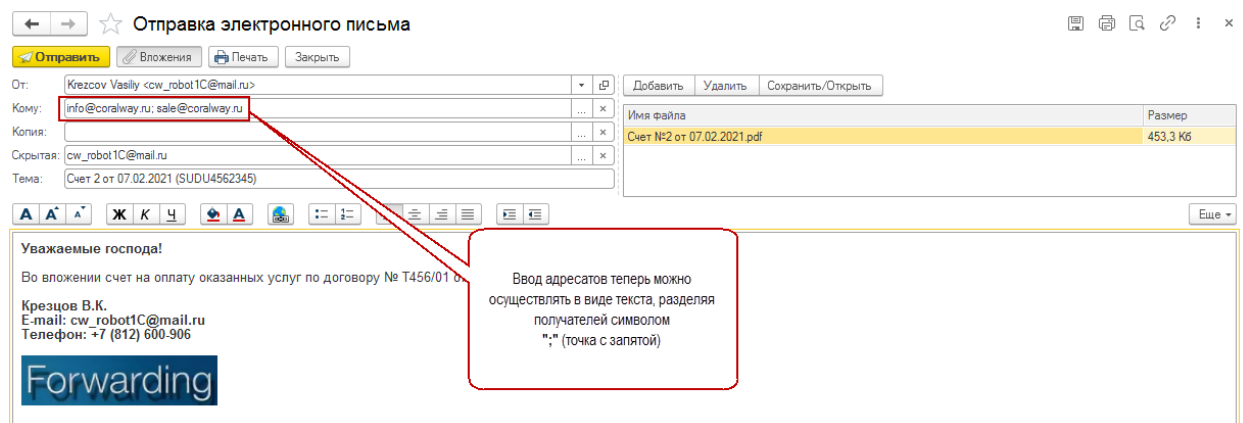 Отправка электронного письма
Отправить Вложения Печать Закрыть
От: Krezcov Vasiliy <cw_robot1C@mail.ru>
Кому: info@coralway.ru; sale@coralway.ru
Копия:
Скрытая: cw_robot1C@mail.ru
Тема: Счет 2 от 07.02.2021 (SUDU4562345)
Добавить Удалить Сохранить/Открыть
Имя файла Размер
Счет №2 от 07.02.2021.pdf 453,3 Кб
A A A Ж К Ч A Еще
Уважаемые господа!
Во вложении счет на оплату оказанных услуг по договору № Т456/01
Крезцов В.К.
E-mail: cw_robot1C@mail.ru
Телефон: +7 (812) 600-906
Forwarding
Ввод адресатов теперь можно
осуществлять в виде текста, разделяя
получателей символом
";" (точка с запятой)